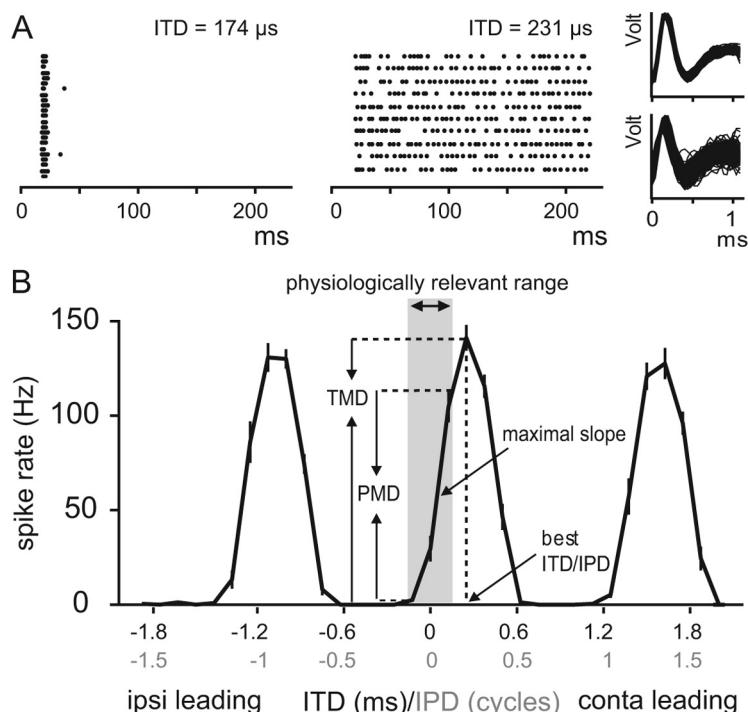 A
ITD = 174 µs
ITD = 231 µs
Volt
Volt
0 100 200
ms
0 100 200
ms
0 1
ms
B
physiologically relevant range
150
100
50
0
spike rate (Hz)
TMD
PMD
maximal slope
best
ITD/IPD
-1.8 -1.2 -0.6 0 0.6 1.2 1.8
-1.5 -1 -0.5 0 0.5 1 1.5
ipsi leading ITD (ms)/IPD (cycles) conta leading